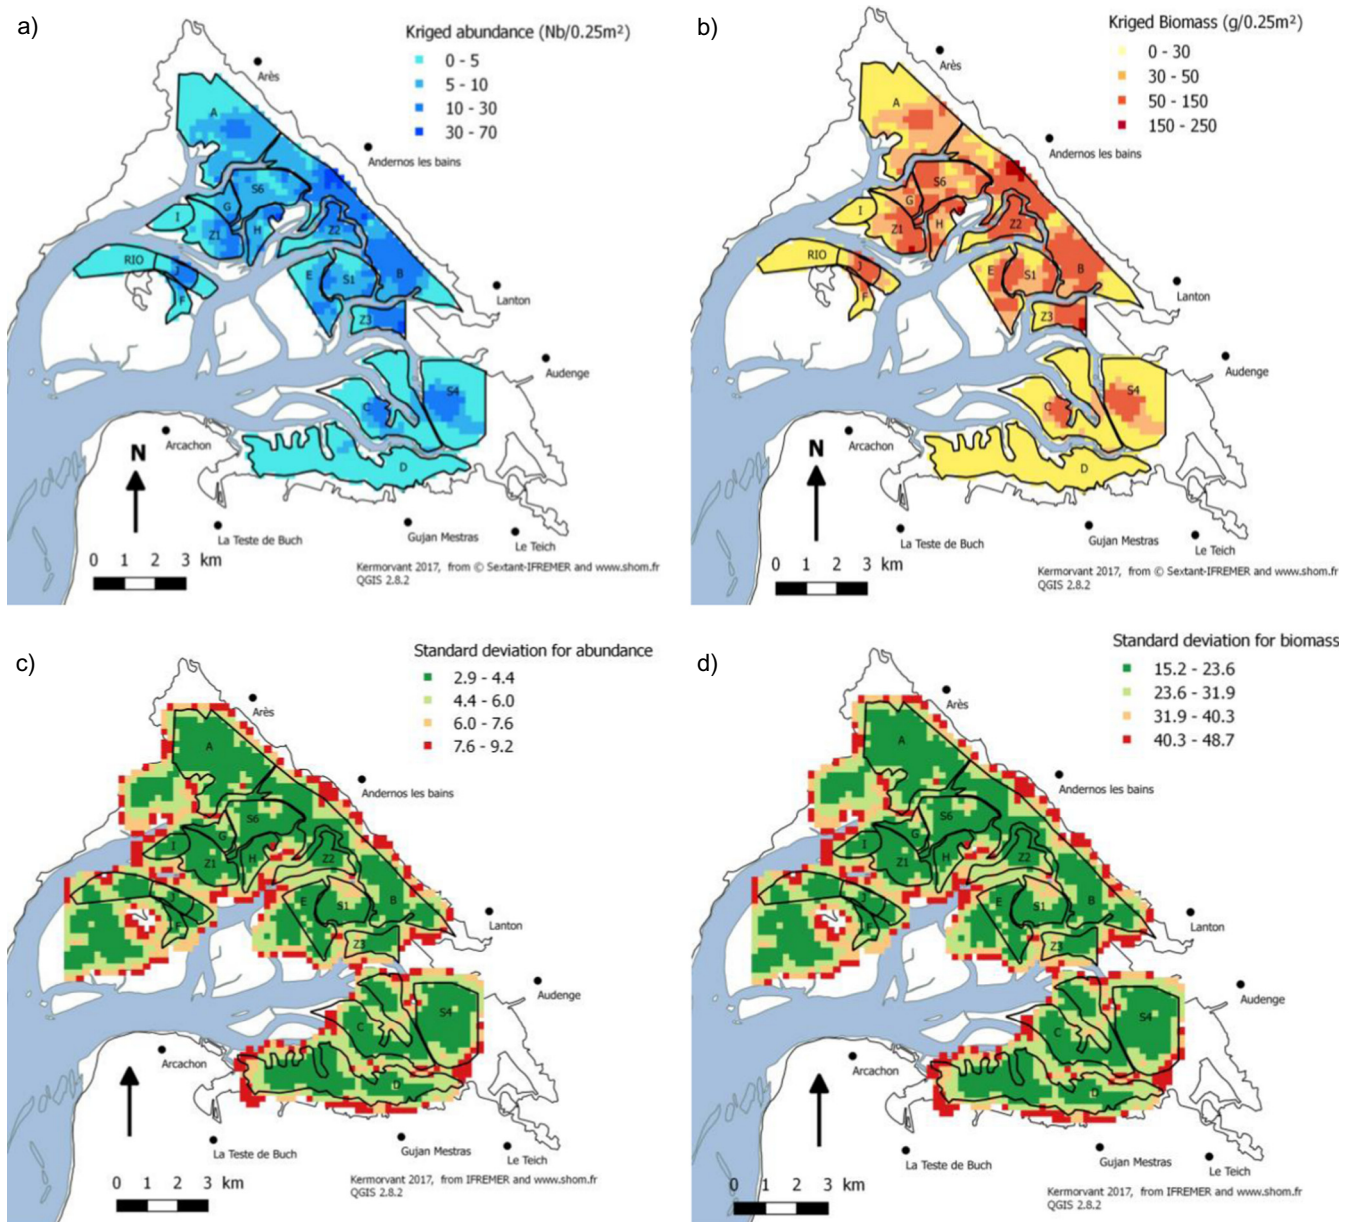 a)
Kriged abundance (Nb/0.25m²)
0 - 5
5 - 10
10 - 30
30 - 70
Arès
Andernos les bains
A
S6
G
I
Z1
H
Z2
RIO
J
F
E
S1
B
Z3
Lanton
Audenge
S4
C
D
N
Arcachon
La Teste de Buch
Gujan Mestras
Le Teich
0 1 2 3 km
Kermorvant 2017, from © Sextant-IFREMER and www.shom.fr
QGIS 2.8.2
b)
Kriged Biomass (g/0.25m²)
0 - 30
30 - 50
50 - 150
150 - 250
Arès
Andernos les bains
A
S6
G
I
Z1
H
Z2
RIO
J
F
E
S1
B
Z3
Lanton
Audenge
S4
C
D
N
Arcachon
La Teste de Buch
Gujan Mestras
Le Teich
0 1 2 3 km
Kermorvant 2017, from © Sextant-IFREMER and www.shom.fr
QGIS 2.8.2
c)
Standard deviation for abundance
2.9 - 4.4
4.4 - 6.0
6.0 - 7.6
7.6 - 9.2
Arès
Andernos les bains
A
S6
G
I
Z1
H
Z2
J
F
E
S1
B
Z3
Lanton
Audenge
S4
C
D
Arcachon
La Teste de Buch
Gujan Mestras
Le Teich
0 1 2 3 km
Kermorvant 2017, from IFREMER and www.shom.fr
QGIS 2.8.2
d)
Standard deviation for biomass
15.2 - 23.6
23.6 - 31.9
31.9 - 40.3
40.3 - 48.7
Arès
Andernos les bains
A
S6
G
I
Z1
H
Z2
J
F
E
S1
B
Z3
Lanton
Audenge
S4
C
D
Arcachon
La Teste de Buch
Gujan Mestras
Le Teich
0 1 2 3 km
Kermorvant 2017, from IFREMER and www.shom.fr
QGIS 2.8.2